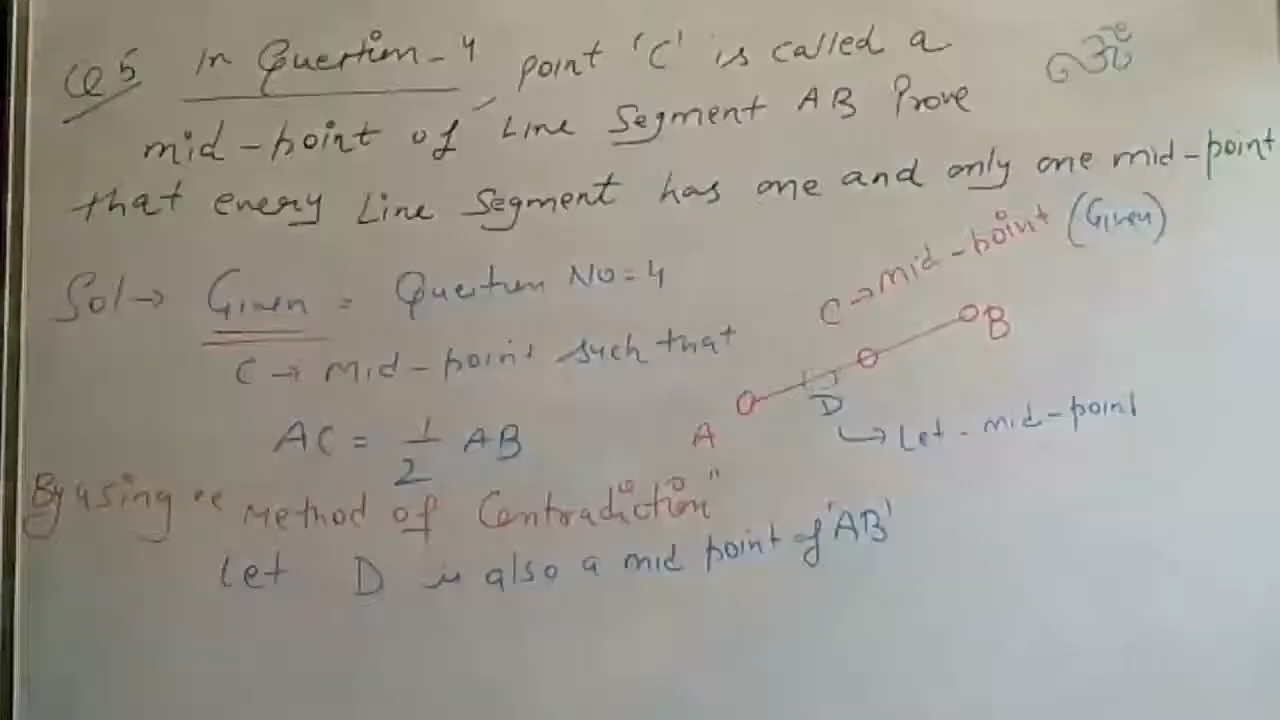 Q5 In Question-4 point 'C' is called a
mid-point of Line Segment AB Prove
that every Line Segment has one and only one mid-point
Sol→ Given = Question No=4
C → mid-point (Given)
C → Mid-point such that
B
A
D
↳ Let - mid-point
AC = 1/2 AB
By using "Method of Contradiction"
Let D is also a mid point of 'AB'